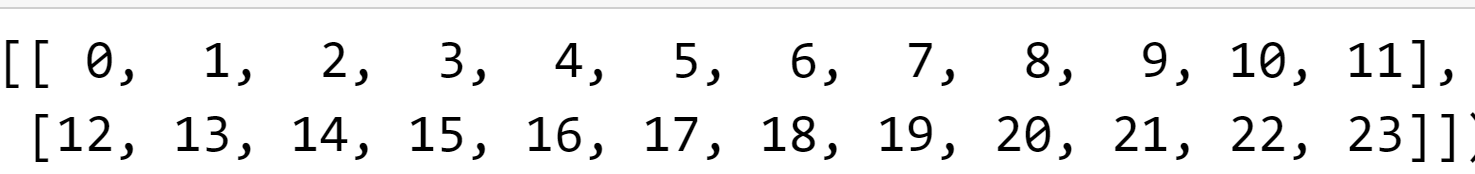 [[ 0,  1,  2,  3,  4,  5,  6,  7,  8,  9, 10, 11],
[12, 13, 14, 15, 16, 17, 18, 19, 20, 21, 22, 23]])